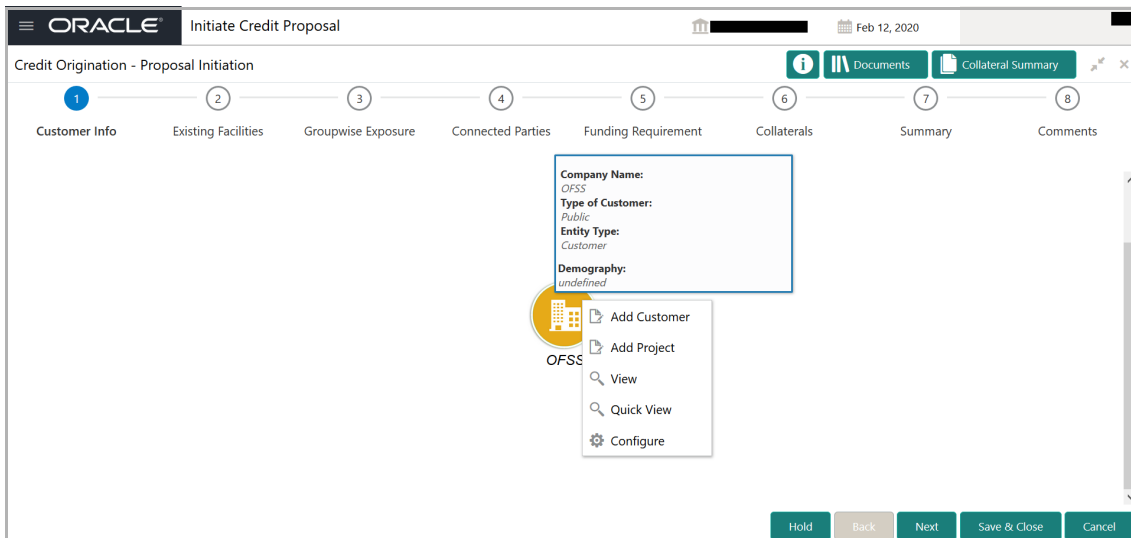 ORACLE® Initiate Credit Proposal Feb 12, 2020
Credit Origination - Proposal Initiation Documents Collateral Summary
1 2 3 4 5 6 7 8
Customer Info Existing Facilities Groupwise Exposure Connected Parties Funding Requirement Collaterals Summary Comments
Company Name:
OFSS
Type of Customer:
Public
Entity Type:
Customer
Demography:
undefined
OFSS
Add Customer
Add Project
View
Quick View
Configure
Hold Back Next Save & Close Cancel